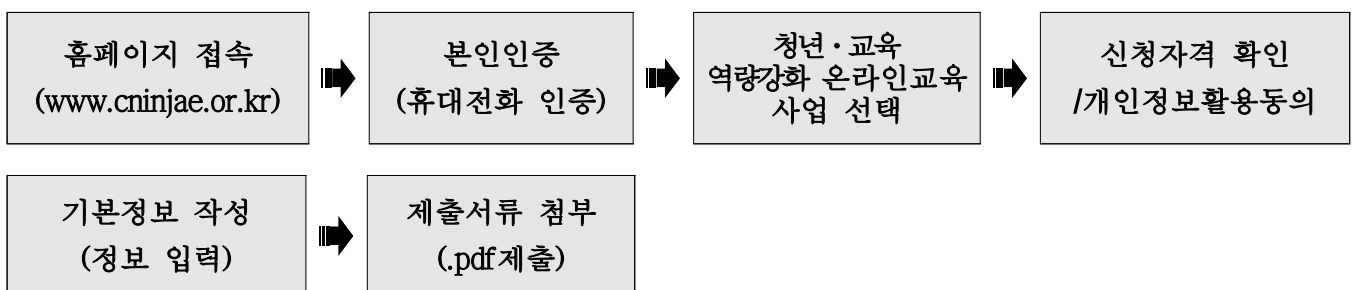 홈페이지 접속
(www.cninjae.or.kr)
본인인증
(휴대전화 인증)
청년·교육
역량강화 온라인교육
사업 선택
신청자격 확인
/개인정보활용동의
기본정보 작성
(정보 입력)
제출서류 첨부
(.pdf제출)